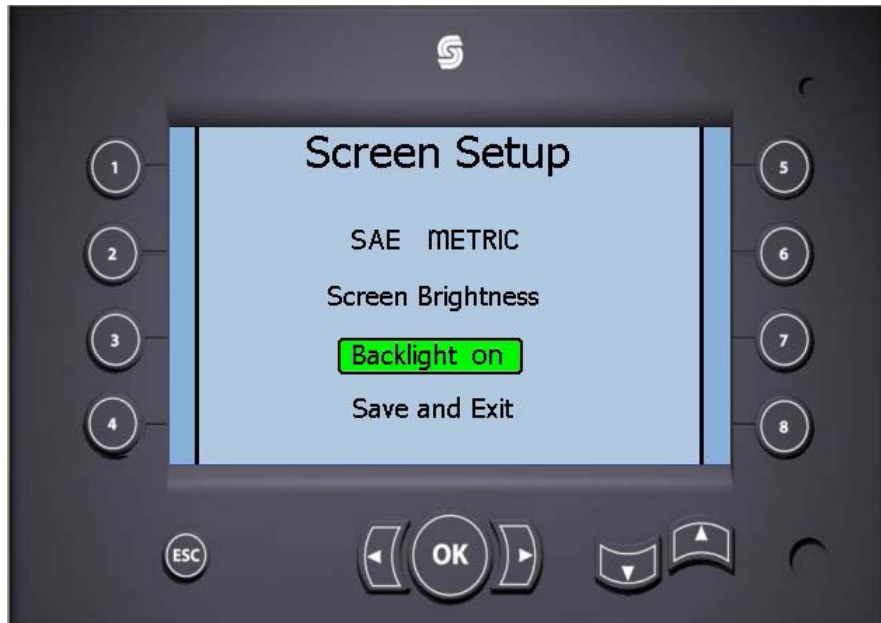 Screen Setup
1
5
SAE METRIC
2
6
Screen Brightness
3
Backlight on
7
Save and Exit
4
8
ESC
OK